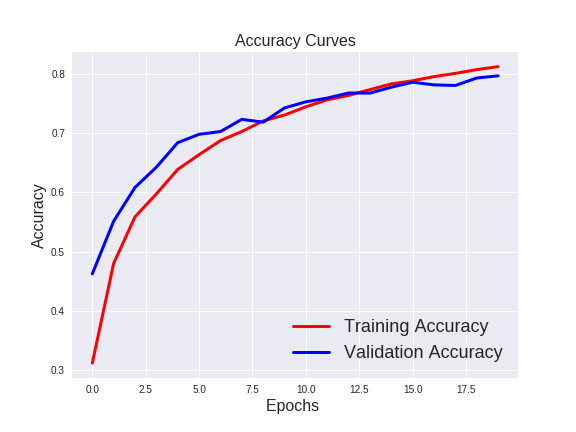 Accuracy Curves
0.8
0.7
0.6
0.5
0.4
0.3
Accuracy
Training Accuracy
Validation Accuracy
0.0 2.5 5.0 7.5 10.0 12.5 15.0 17.5
Epochs